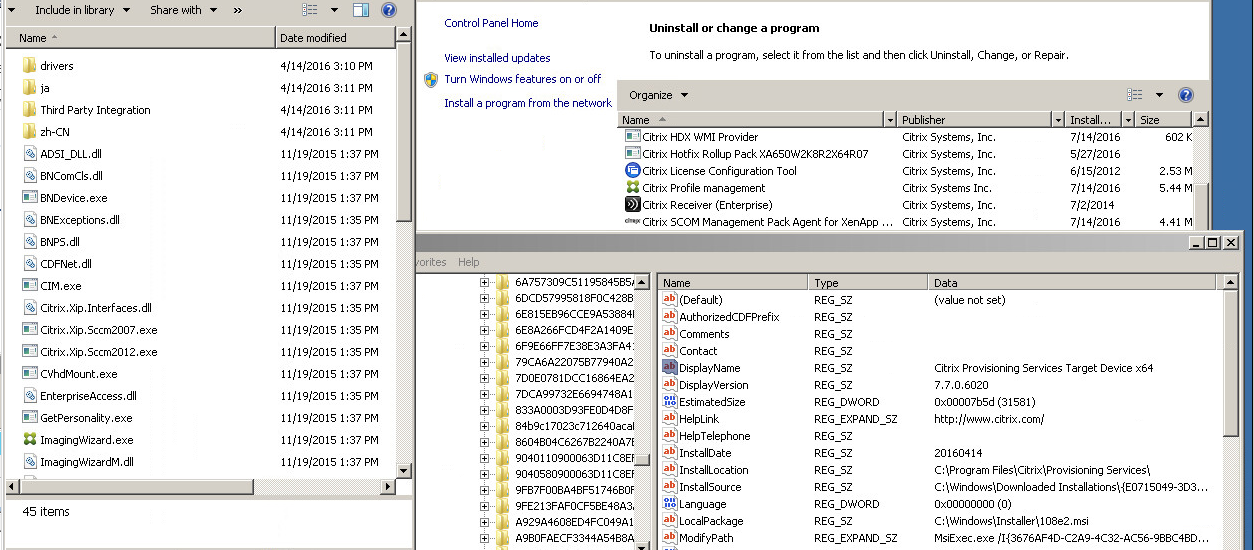 Include in library
Share with
»
Name
Date modified
drivers
4/14/2016 3:10 PM
ja
4/14/2016 3:11 PM
Third Party Integration
4/14/2016 3:11 PM
zh-CN
4/14/2016 3:11 PM
ADSI_DLL.dll
11/19/2015 1:37 PM
BNComCls.dll
11/19/2015 1:37 PM
BNDevice.exe
11/19/2015 1:37 PM
BNExceptions.dll
11/19/2015 1:35 PM
BNPS.dll
11/19/2015 1:37 PM
CDFNet.dll
11/19/2015 1:35 PM
CIM.exe
11/19/2015 1:37 PM
Citrix.Xip.Interfaces.dll
11/19/2015 1:35 PM
Citrix.Xip.Sccm2007.exe
11/19/2015 1:35 PM
Citrix.Xip.Sccm2012.exe
11/19/2015 1:35 PM
CVhdMount.exe
11/19/2015 1:37 PM
EnterpriseAccess.dll
11/19/2015 1:35 PM
GetPersonality.exe
11/19/2015 1:37 PM
ImagingWizard.exe
11/19/2015 1:37 PM
ImagingWizardM.dll
11/19/2015 1:37 PM
45 items
Control Panel Home
View installed updates
Turn Windows features on or off
Install a program from the network
Uninstall or change a program
To uninstall a program, select it from the list and then click Uninstall, Change, or Repair.
Organize
Name
Publisher
Install...
Size
Citrix HDX WMI Provider
Citrix Systems, Inc.
7/14/2016
602 K
Citrix Hotfix Rollup Pack XA650W2K8R2X64R07
Citrix Systems, Inc.
5/27/2016
Citrix License Configuration Tool
Citrix Systems, Inc.
6/15/2012
2.53 M
Citrix Profile management
Citrix Systems, Inc.
7/14/2016
5.44 M
Citrix Receiver (Enterprise)
Citrix Systems Inc.
7/2/2014
Citrix SCOM Management Pack Agent for XenApp ...
Citrix Systems, Inc.
7/14/2016
4.41 M
vorites
Help
6A757309C51195845B5A
6DCD57995818F0C428B
6E815EB96CCE9A53884
6E8A266FCD4F2A1409E
6F9E66FF7E38E3A3FA41
79CA6A22075B77940A2
7D0E0781DCC16864EA2
7DCA99732E6694748A1
833A0003D93FE0D4D8F
84b9c17023c712640aca
8604B04C6267B2240A7
9040110900063D11C8EF
9040580900063D11C8EF
9FB7F00BA4BF51746B0F
9FE213FAF0CF5BE48A3
A929A4608ED4FC049A1
A9B0FAECF3344A54B8A
Name
Type
Data
(Default)
REG_SZ
(value not set)
AuthorizedCDFPrefix
REG_SZ
Comments
REG_SZ
Contact
REG_SZ
DisplayName
REG_SZ
Citrix Provisioning Services Target Device x64
DisplayVersion
REG_SZ
7.7.0.6020
EstimatedSize
REG_DWORD
0x00007b5d (31581)
HelpLink
REG_EXPAND_SZ
http://www.citrix.com/
HelpTelephone
REG_SZ
InstallDate
REG_SZ
20160414
InstallLocation
REG_SZ
C:\Program Files\Citrix\Provisioning Services\
InstallSource
REG_SZ
C:\Windows\Downloaded Installations\{E0715049-3D3...
Language
REG_DWORD
0x00000000 (0)
LocalPackage
REG_SZ
C:\Windows\Installer\108e2.msi
ModifyPath
REG_EXPAND_SZ
MsiExec.exe /I{3676AF4D-C2A9-4C32-AC56-9BBC4BD...